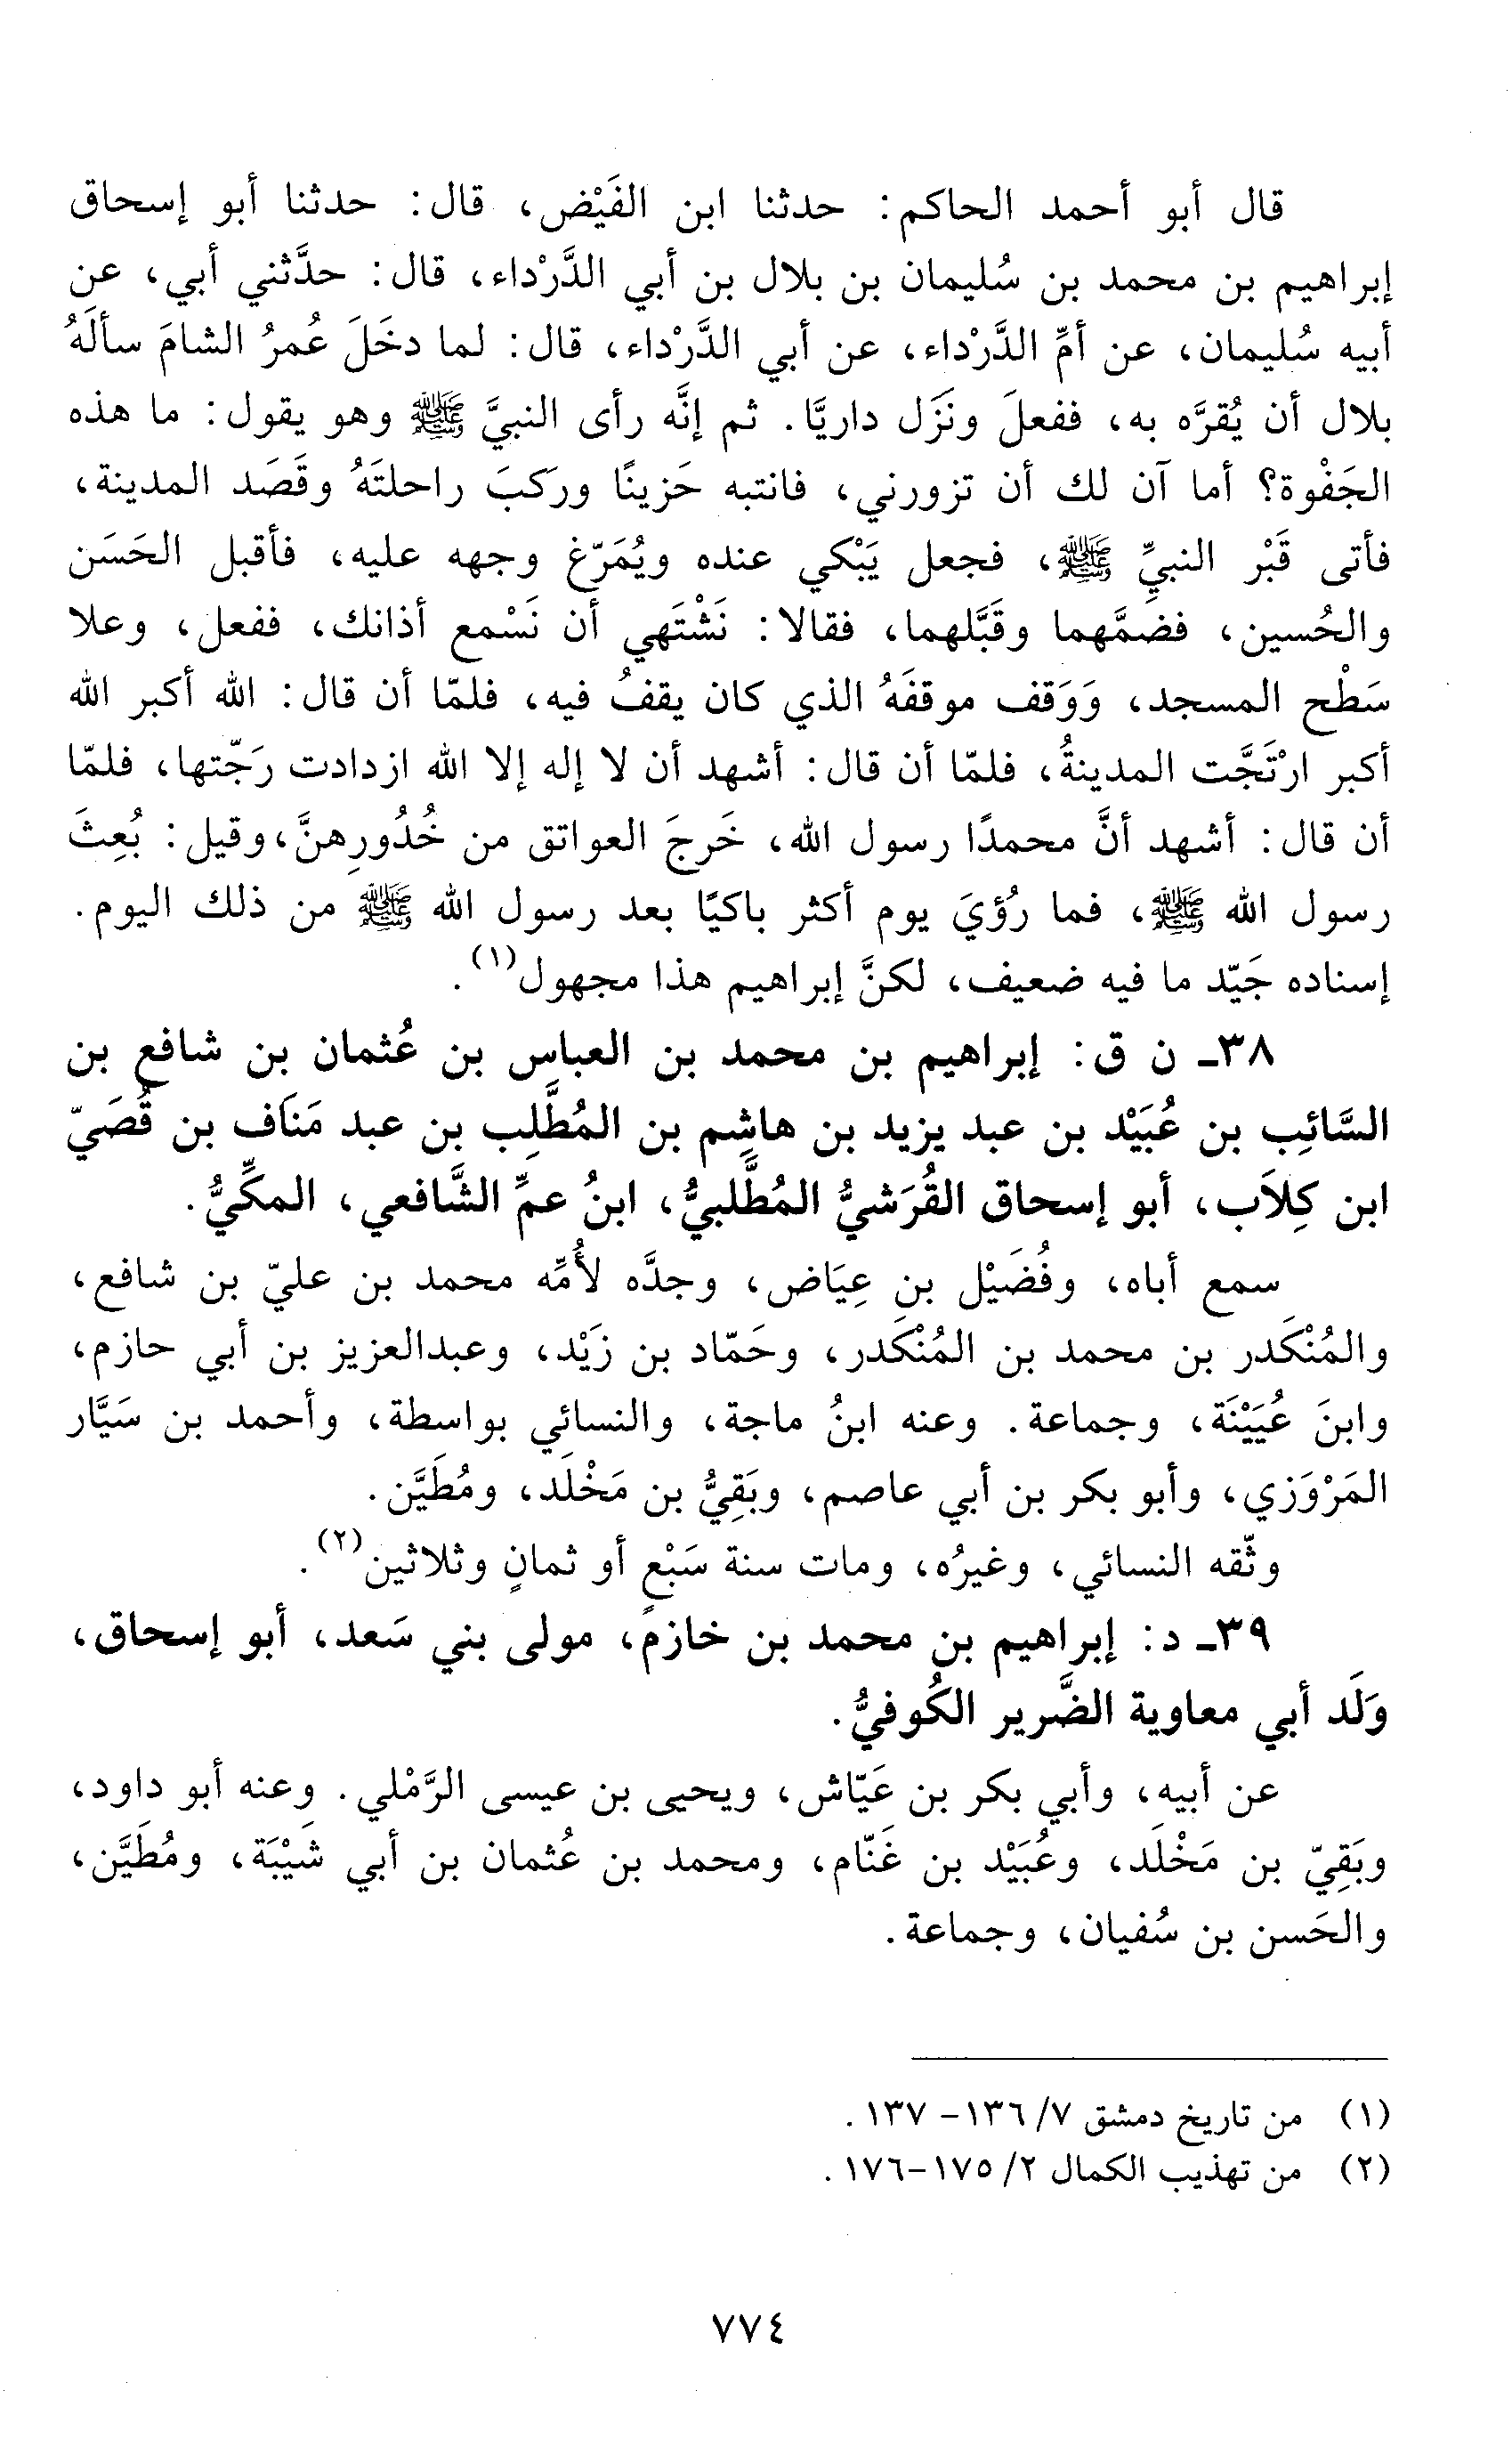 قال أبو أحمد الحاكم: حدثنا ابن الفَيْض، قال: حدثنا أبو إسحاق
إبراهيم بن محمد بن سُليمان بن بلال بن أبي الدَّرْداء، قال: حدَّثني أبي، عن
أبيه سُليمان، عن أمِّ الدَّرْداء، عن أبي الدَّرْداء، قال: لما دخَلَ عُمرُ الشامَ سألَهُ
بلال أن يُقرَّه به، ففعلَ ونزَل داريَّا. ثم إنَّه رأى النبيَّ ﷺ وهو يقول: ما هذه
الجَفْوة؟ أما آن لك أن تزورني، فانتبه حَزينًا وركبَ راحلتَهُ وقَصَد المدينة،
فأتى قَبْر النبيِّ ﷺ، فجعل يَبْكي عنده ويُمَرّغ وجهه عليه، فأقبل الحَسَن
والحُسين، فضمَّهما وقَبَّلهما، فقالا: نَشْتَهي أن نَسْمع أذانك، ففعل، وعلا
سَطْح المسجد، وَوَقف موقفَهُ الذي كان يقفُ فيه، فلمّا أن قال: الله أكبر الله
أكبر ارْتَجَّت المدينةُ، فلمّا أن قال: أشهد أن لا إله إلا الله ازدادت رَجّتها، فلمّا
أن قال: أشهد أنَّ محمدًا رسول الله، خَرجَ العواتق من خُدُورِهنَّ، وقيل: بُعِثَ
رسول الله ﷺ، فما رُؤيَ يوم أكثر باكيًا بعد رسول الله ﷺ من ذلك اليوم.
إسناده جَيّد ما فيه ضعيف، لكنَّ إبراهيم هذا مجهول(١).
٣٨ـ ن ق: إبراهيم بن محمد بن العباس بن عُثمان بن شافع بن
السَّائِب بن عُبَيْد بن عبد يزيد بن هاشِم بن المُطَّلِب بن عبد مَنَاف بن قُصَيّ
ابن كِلاَب، أبو إسحاق القُرَشيُّ المُطَّلبيُّ، ابنُ عمِّ الشَّافعي، المكِّيُّ.
سمع أباه، وفُضَيْل بن عِيَاض، وجدَّه لأُمِّه محمد بن عليّ بن شافع،
والمُنْكَدر بن محمد بن المُنْكَدر، وحَمّاد بن زَيْد، وعبدالعزيز بن أبي حازم،
وابنَ عُيَيْنَة، وجماعة. وعنه ابنُ ماجة، والنسائي بواسطة، وأحمد بن سَيَّار
المَرْوَزي، وأبو بكر بن أبي عاصم، وبَقِيُّ بن مَخْلَد، ومُطَيَّن.
وثّقه النسائي، وغيرُه، ومات سنة سَبْعٍ أو ثمانٍ وثلاثين(٢).
٣٩ـ د: إبراهيم بن محمد بن خازم، مولى بني سَعد، أبو إسحاق،
وَلَد أبي معاوية الضَّرير الكُوفيُّ.
عن أبيه، وأبي بكر بن عَيّاش، ويحيى بن عيسى الرَّمْلي. وعنه أبو داود،
وبَقِيّ بن مَخْلَد، وعُبَيْد بن غَنّام، ومحمد بن عُثمان بن أبي شَيْبَة، ومُطَيَّن،
والحَسن بن سُفيان، وجماعة.
(١) من تاريخ دمشق ٧/ ١٣٦- ١٣٧.
(٢) من تهذيب الكمال ٢/ ١٧٥-١٧٦.
٧٧٤